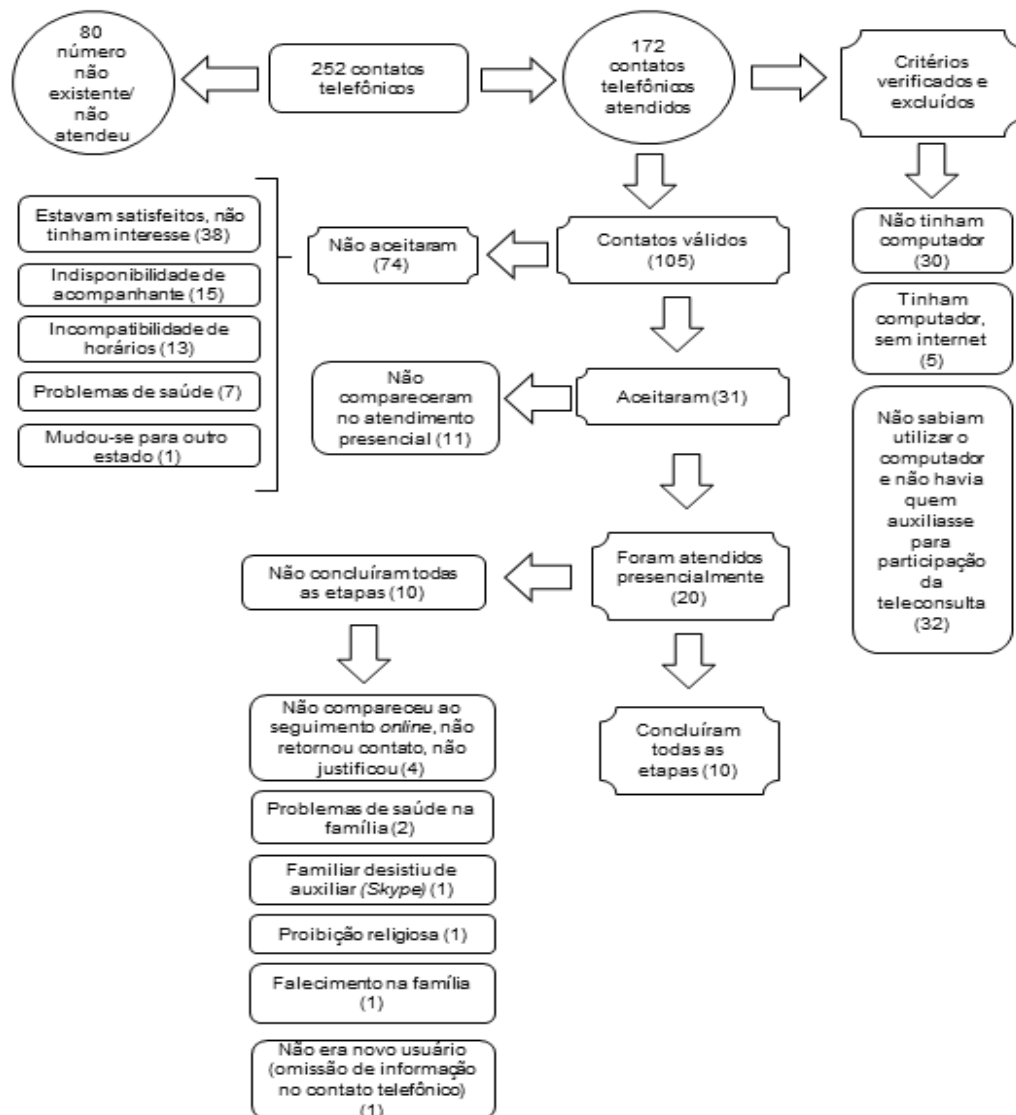 80
número
não
existente/
não
atendeu
252 contatos
telefônicos
172
contatos
telefônicos
atendidos
Critérios
verificados e
excluídos
Estavam satisfeitos, não
tinham interesse (38)
Indisponibilidade de
acompanhante (15)
Incompatibilidade de
horários (13)
Problemas de saúde (7)
Mudou-se para outro
estado (1)
Não aceitaram
(74)
Contatos válidos
(105)
Não tinham
computador
(30)
Tinham
computador,
sem internet
(5)
Não sabiam
utilizar o
computador
e não havia
quem
auxiliasse
para
participação
da
teleconsulta
(32)
Não
compareceram
no atendimento
presencial (11)
Aceitaram (31)
Não concluíram todas
as etapas (10)
Foram atendidos
presencialmente
(20)
Não compareceu ao
seguimento online, não
retornou contato, não
justificou (4)
Problemas de saúde na
família (2)
Familiar desistiu de
auxiliar (Skype) (1)
Proibição religiosa (1)
Falecimento na família
(1)
Não era novo usuário
(omissão de informação
no contato telefônico)
(1)
Concluíram
todas as
etapas (10)